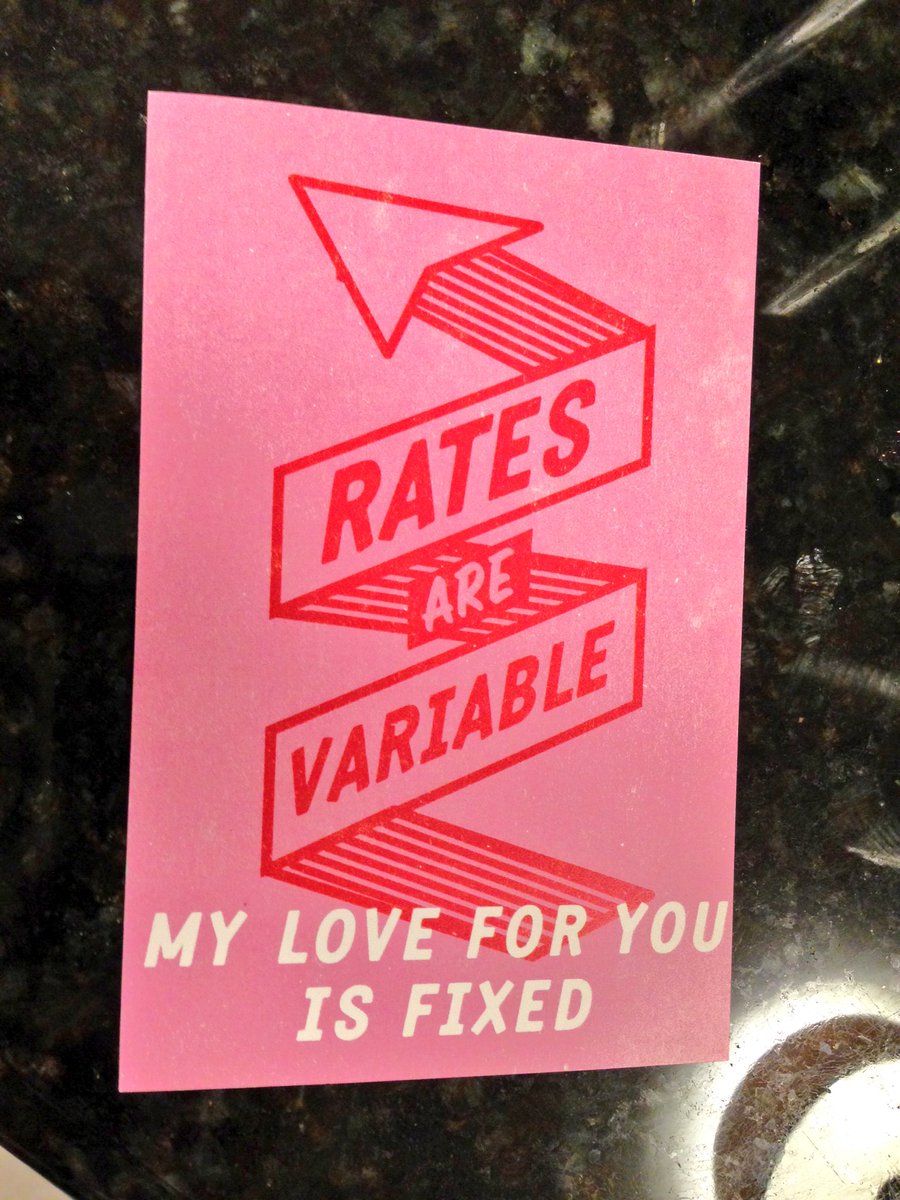 RATES
ARE
VARIABLE
MY LOVE FOR YOU
IS FIXED